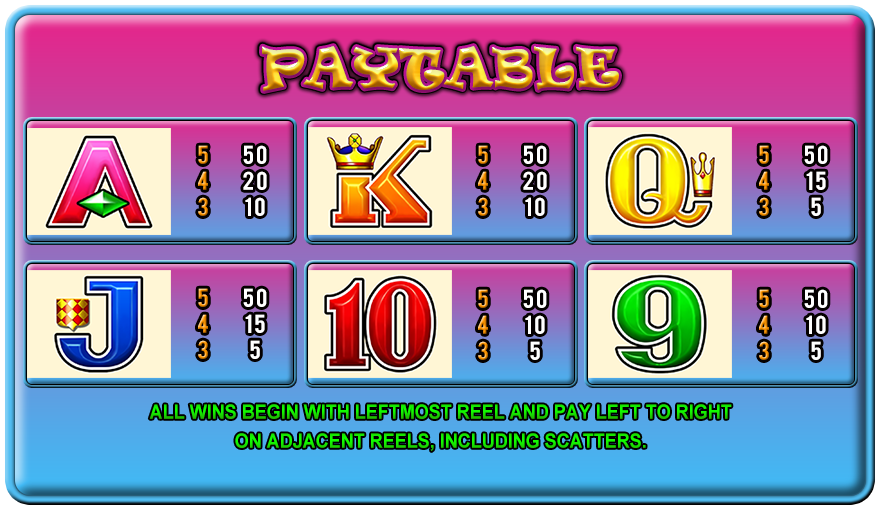 PAYTABLE
A 5 50 K 5 50 Q 5 50
4 20 4 20 4 15
3 10 3 10 3 5
J 5 50 10 5 50 9 5 50
4 15 4 10 4 10
3 5 3 5 3 5
ALL WINS BEGIN WITH LEFTMOST REEL AND PAY LEFT TO RIGHT
ON ADJACENT REELS, INCLUDING SCATTERS.